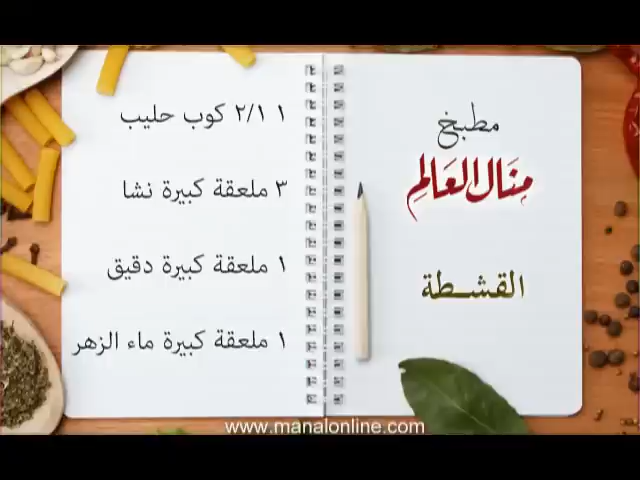 مطبخ
منال العالم
القشطة
١ ٢/١ كوب حليب
٣ ملعقة كبيرة نشا
١ ملعقة كبيرة دقيق
١ ملعقة كبيرة ماء الزهر
www.manalonline.com